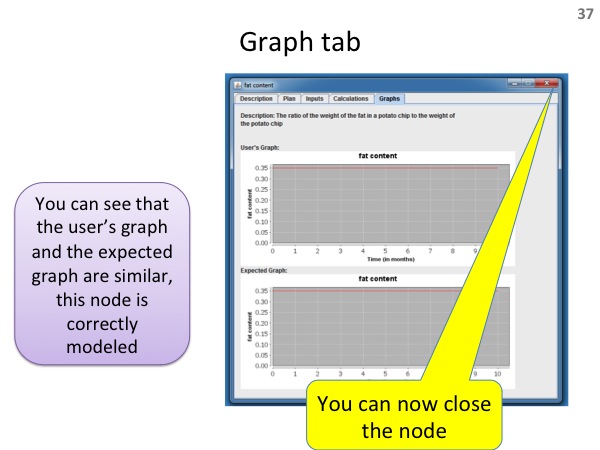 37
Graph tab
fat content
Description Plan Inputs Calculations Graphs
Description: The ratio of the weight of the fat in a potato chip to the weight of
the potato chip
User's Graph:
fat content
fat content
0.35
0.30
0.25
0.20
0.15
0.10
0.05
0.00
0 1 2 3 4 5 6 7 8 9 10
Time (in months)
Expected Graph:
fat content
fat content
0.35
0.30
0.25
0.20
0.15
0.10
0.05
0.00
0 1 2 3 4 5 6 7 8 9 10
You can see that
the user’s graph
and the expected
graph are similar,
this node is
correctly
modeled
You can now close
the node